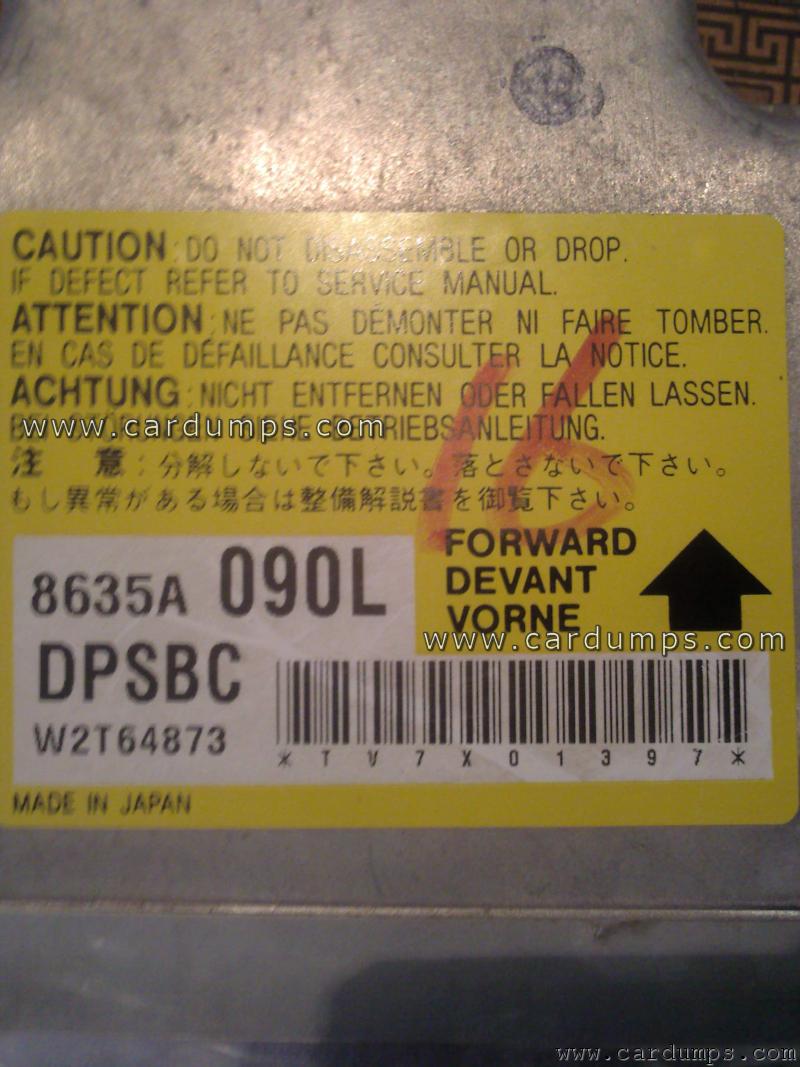 CAUTION: DO NOT DISASSEMBLE OR DROP.
IF DEFECT REFER TO SERVICE MANUAL.
ATTENTION: NE PAS DÉMONTER NI FAIRE TOMBER.
EN CAS DE DÉFAILLANCE CONSULTER LA NOTICE.
ACHTUNG: NICHT ENTFERNEN ODER FALLEN LASSEN.
BETRIEBSANLEITUNG.
www.cardumps.com
注 意: 分解しないで下さい。落とさないで下さい。
もし異常がある場合は整備解説書を御覧下さい。
16
8635A 090L
FORWARD
DEVANT
VORNE
www.cardumps.com
DPSBC
W2T64873
*TV7X01397*
MADE IN JAPAN
www.cardumps.com